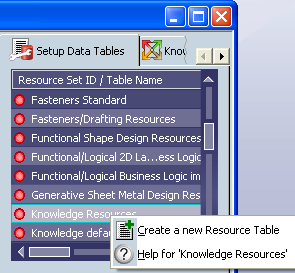 Setup Data Tables
Resource Set ID / Table Name
Fasteners Standard
Fasteners/Drafting Resources
Functional Shape Design Resources
Functional/Logical 2D La...ess Logic
Functional/Logical Business Logic im
Generative Sheet Metal Design Res
Knowledge Resources
Knowledge defau
Create a new Resource Table
Help for 'Knowledge Resources'